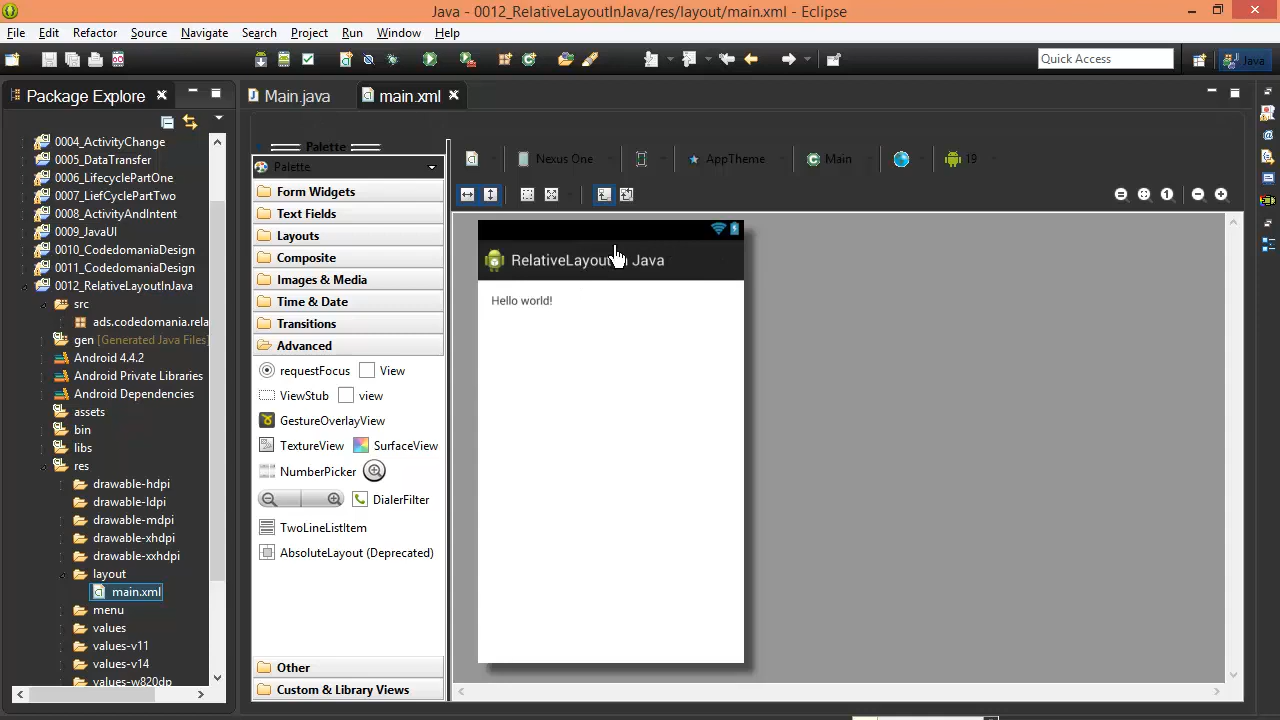 Java - 0012_RelativeLayoutInJava/res/layout/main.xml - Eclipse
File Edit Refactor Source Navigate Search Project Run Window Help
Quick Access
Java
Package Explore
Main.java
main.xml
0004_ActivityChange
0005_DataTransfer
0006_LifecyclePartOne
0007_LiefCyclePartTwo
0008_ActivityAndIntent
0009_JavaUI
0010_CodedomaniaDesign
0011_CodedomaniaDesign
0012_RelativeLayoutInJava
src
ads.codedomania.rela
gen [Generated Java Files]
Android 4.4.2
Android Private Libraries
Android Dependencies
assets
bin
libs
res
drawable-hdpi
drawable-ldpi
drawable-mdpi
drawable-xhdpi
drawable-xxhdpi
layout
main.xml
menu
values
values-v11
values-v14
values-w820dp
Palette
Palette
Form Widgets
Text Fields
Layouts
Composite
Images & Media
Time & Date
Transitions
Advanced
requestFocus View
ViewStub view
GestureOverlayView
TextureView SurfaceView
NumberPicker
DialerFilter
TwoLineListItem
AbsoluteLayout (Deprecated)
Other
Custom & Library Views
Nexus One AppTheme Main 19
Java
Hello world!